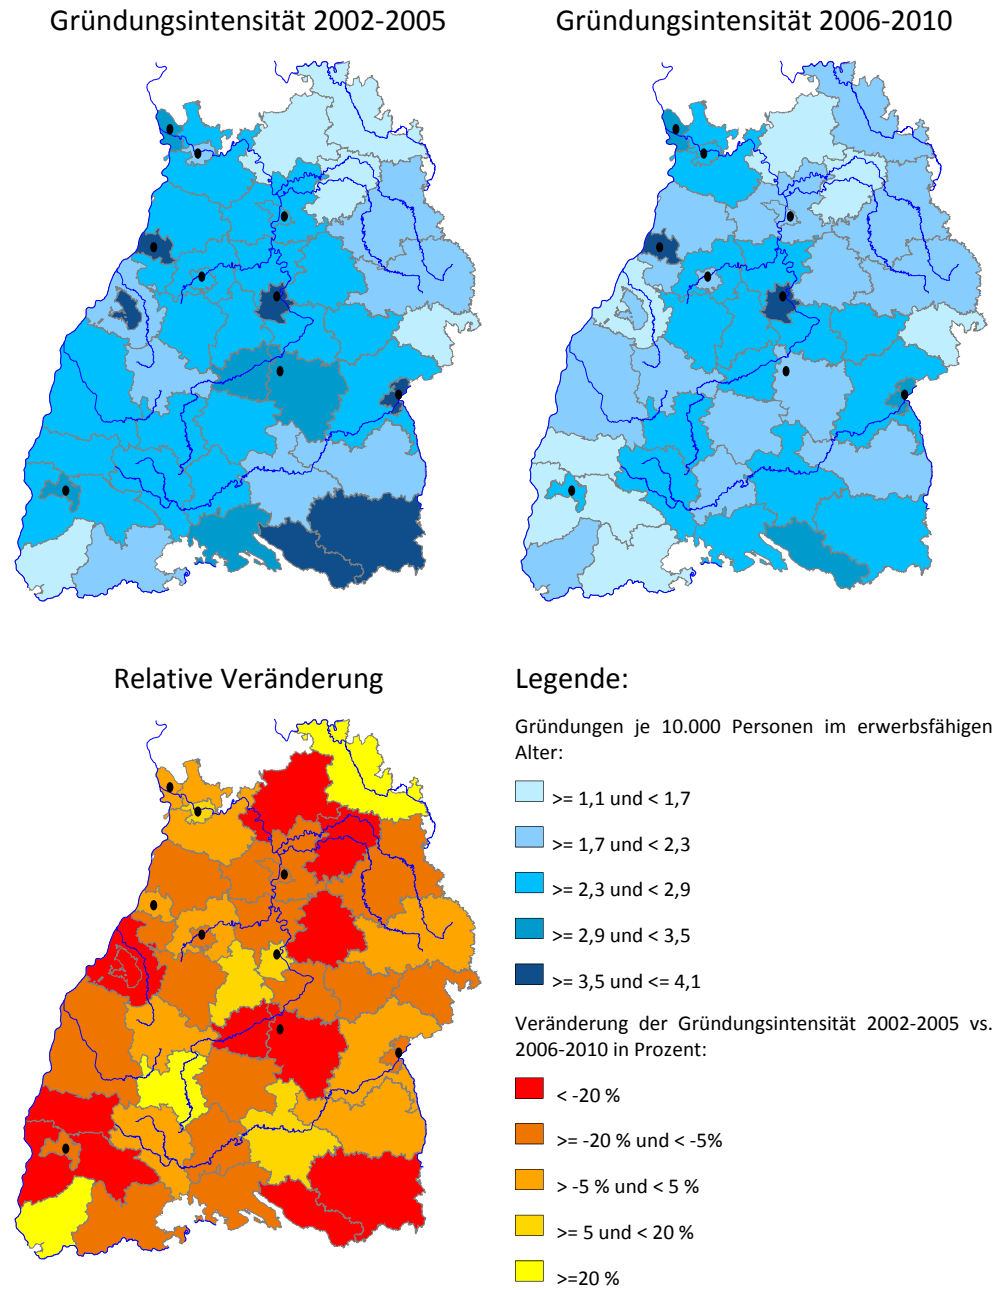 Gründungsintensität 2002-2005
Gründungsintensität 2006-2010
Relative Veränderung
Legende:
Gründungen je 10.000 Personen im erwerbsfähigen
Alter:
>= 1,1 und < 1,7
>= 1,7 und < 2,3
>= 2,3 und < 2,9
>= 2,9 und < 3,5
>= 3,5 und <= 4,1
Veränderung der Gründungsintensität 2002-2005 vs.
2006-2010 in Prozent:
< -20 %
>= -20 % und < -5%
> -5 % und < 5 %
>= 5 und < 20 %
>=20 %